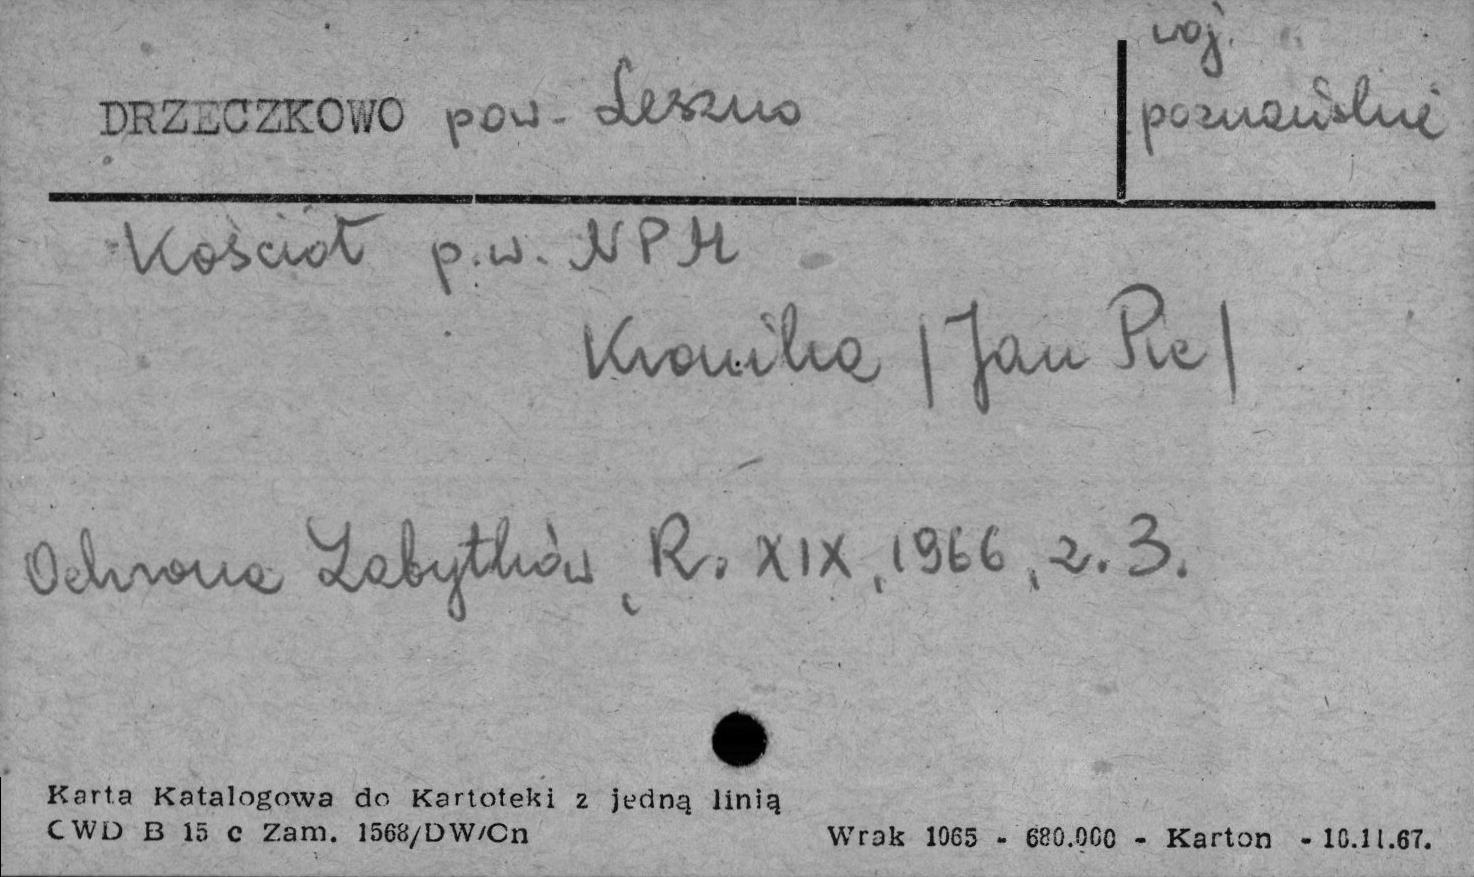 DRZECZKOWO pow. Leszno
woj.
poznańskie
Kościół p.w. NPM
Kronika /Jan Pic/
Ochrona Zabytków, R. XIX, 1966, z. 3.
Karta Katalogowa do Kartoteki z jedną linią
CWD B 15 c Zam. 1568/DW/Cn
Wrak 1065 - 680.000 - Karton - 10.11.67.